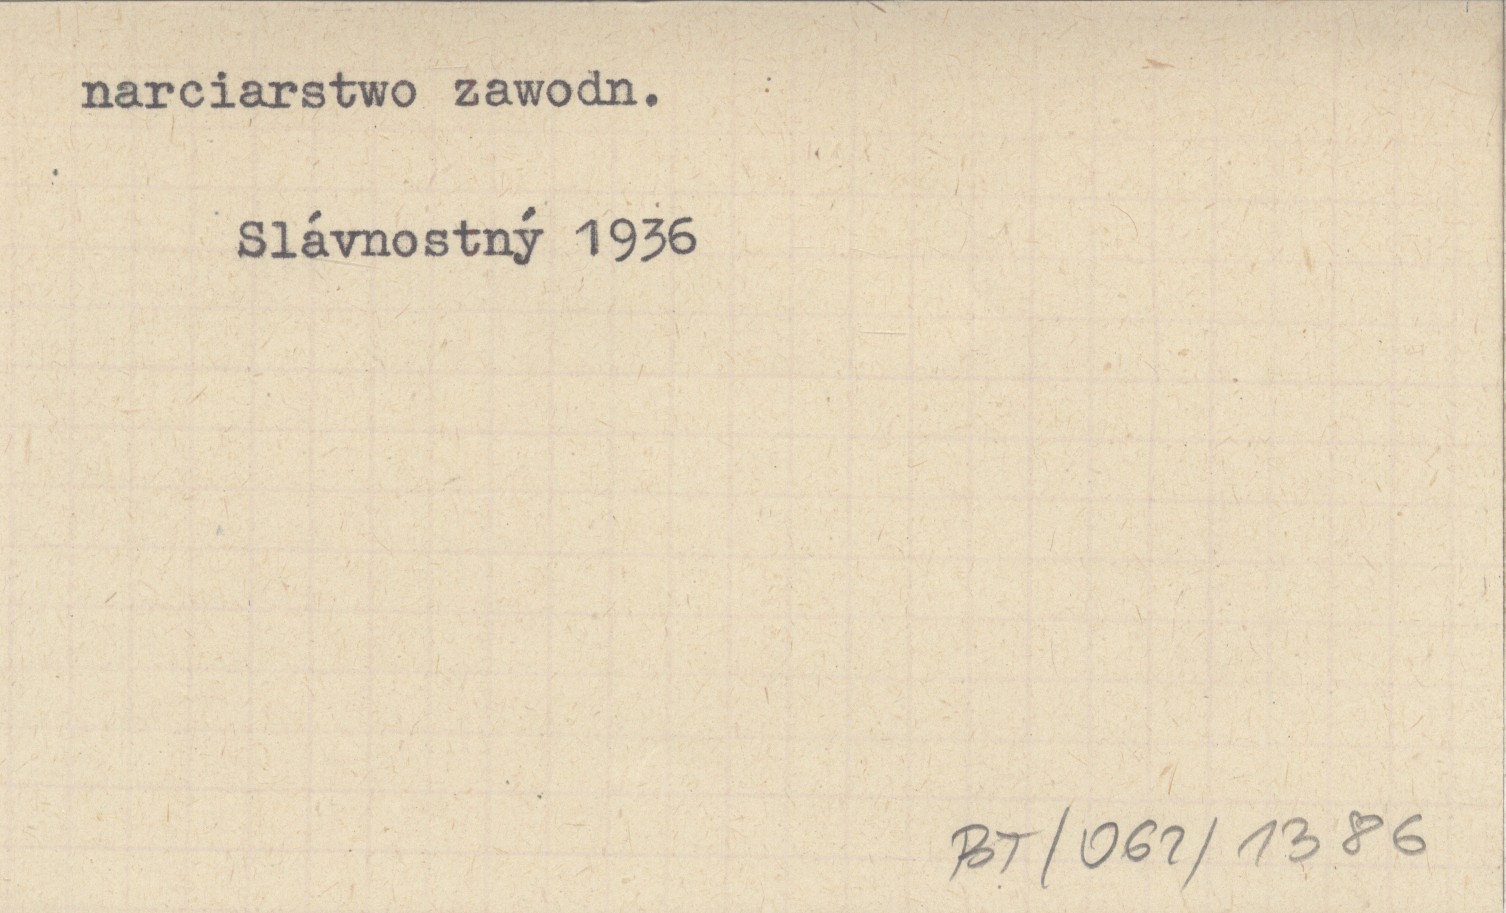 narciarstwo zawodn.
Slávnostný 1936
BT/062/1386